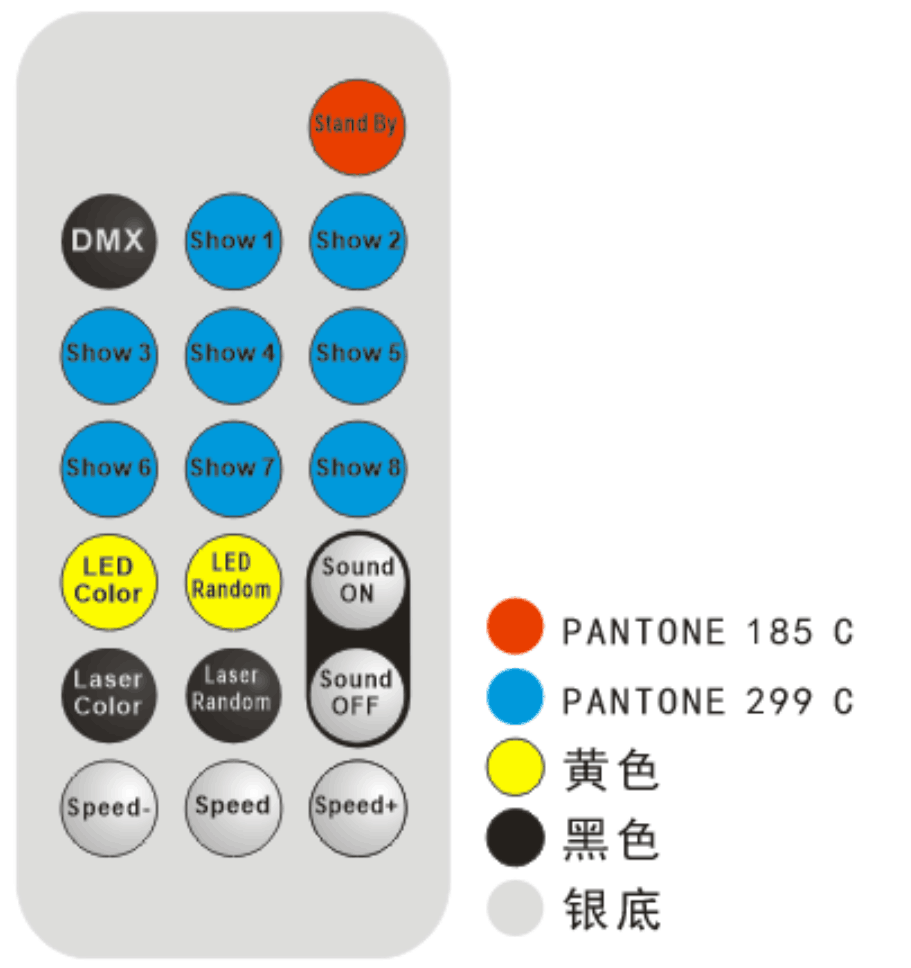 Stand By
DMX
Show 1
Show 2
Show 3
Show 4
Show 5
Show 6
Show 7
Show 8
LED
Color
LED
Random
Sound
ON
Laser
Color
Laser
Random
Sound
OFF
Speed-
Speed
Speed+
PANTONE 185 C
PANTONE 299 C
黄色
黑色
银底